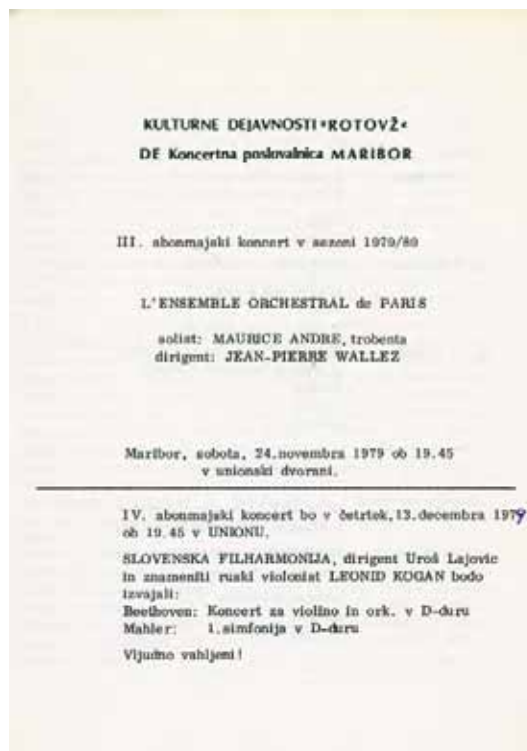 KULTURNE DEJAVNOSTI »ROTOVŽ«
DE Koncertna poslovalnica MARIBOR
III. abonmajski koncert v sezoni 1979/80
L'ENSEMBLE ORCHESTRAL de PARIS
solist: MAURICE ANDRE, trobenta
dirigent: JEAN-PIERRE WALLEZ
Maribor, sobota, 24.novembra 1979 ob 19.45
v unionski dvorani.
IV. abonmajski koncert bo v četrtek,13.decembra 1979
ob 19.45 v UNIONU.
SLOVENSKA FILHARMONIJA, dirigent Uroš Lajovic
in znameniti ruski violonist LEONID KOGAN bodo
izvajali:
Beethoven: Koncert za violino in ork. v D-duru
Mahler: 1.simfonija v D-duru
Vljudno vabljeni!